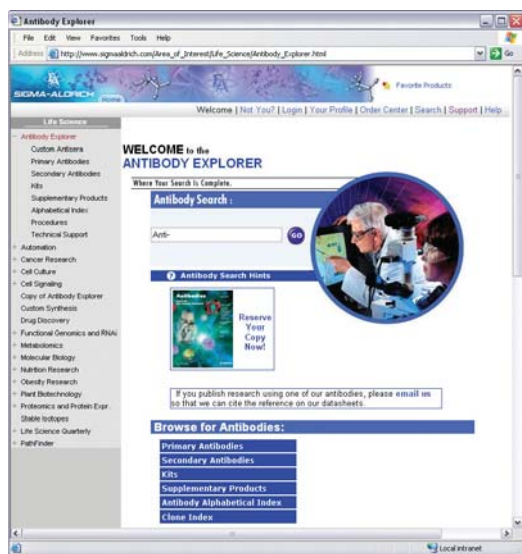 Antibody Explorer
File Edit View Favorites Tools Help
Address http://www.sigmaaldrich.com/Area_of_Interest/Life_Science/Antibody_Explorer.html Go
SIGMA-ALDRICH
Home
Favorite Products
Welcome | Not You? | Login | Your Profile | Order Center | Search | Support | Help
Life Science
Antibody Explorer
Custom Antisera
Primary Antibodies
Secondary Antibodies
Kits
Supplementary Products
Alphabetical Index
Procedures
Technical Support
Automation
Cancer Research
Cell Culture
Cell Signaling
Copy of Antibody Explorer
Custom Synthesis
Drug Discovery
Functional Genomics and RNAi
Metabolomics
Molecular Biology
Nutrition Research
Obesity Research
Plant Biotechnology
Proteomics and Protein Expr.
Stable Isotopes
Life Science Quarterly
PathFinder
WELCOME to the
ANTIBODY EXPLORER
Where Your Search is Complete.
Antibody Search :
Anti-
GO
? Antibody Search Hints
Antibodies
Reserve
Your
Copy
Now!
If you publish research using one of our antibodies, please email us
so that we can cite the reference on our datasheets.
Browse for Antibodies:
Primary Antibodies
Secondary Antibodies
Kits
Supplementary Products
Antibody Alphabetical Index
Clone Index
Local intranet